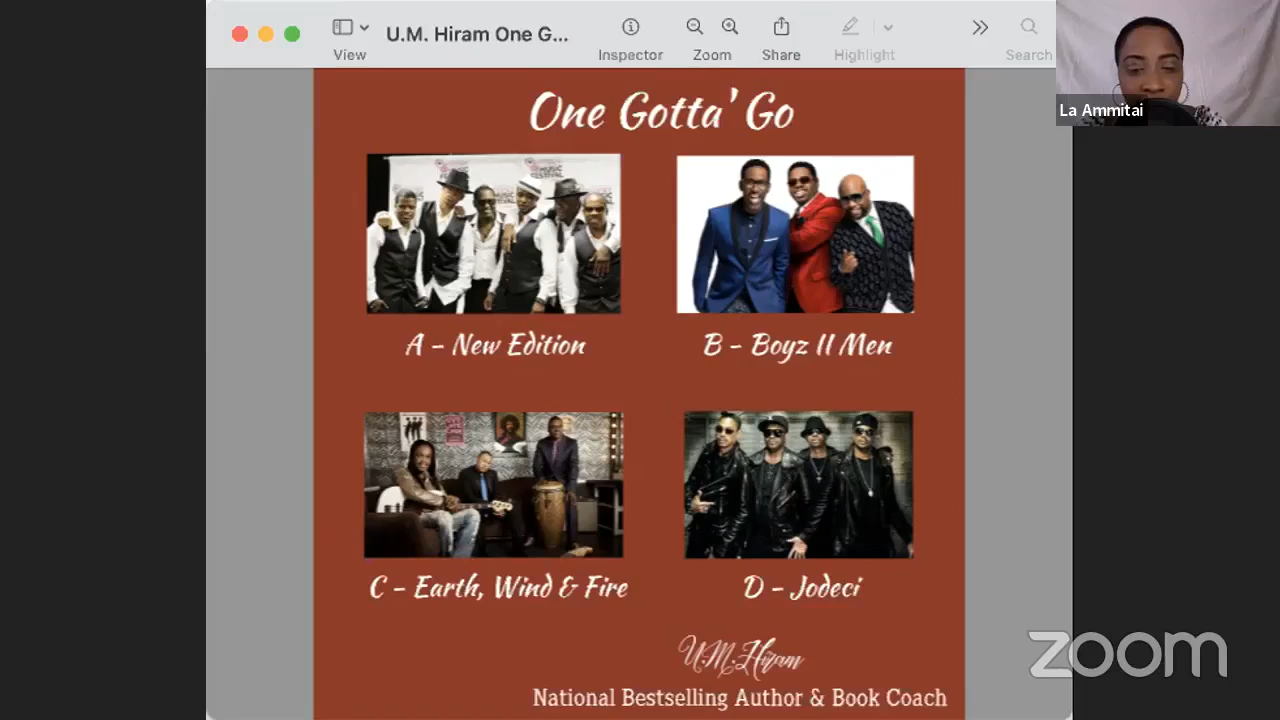 U.M. Hiram One G...
View
Inspector
Zoom
Share
Highlight
Search
La Ammitai
One Gotta' Go
A - New Edition
B - Boyz II Men
C - Earth, Wind & Fire
D - Jodeci
U.M. Hiram
National Bestselling Author & Book Coach
zoom